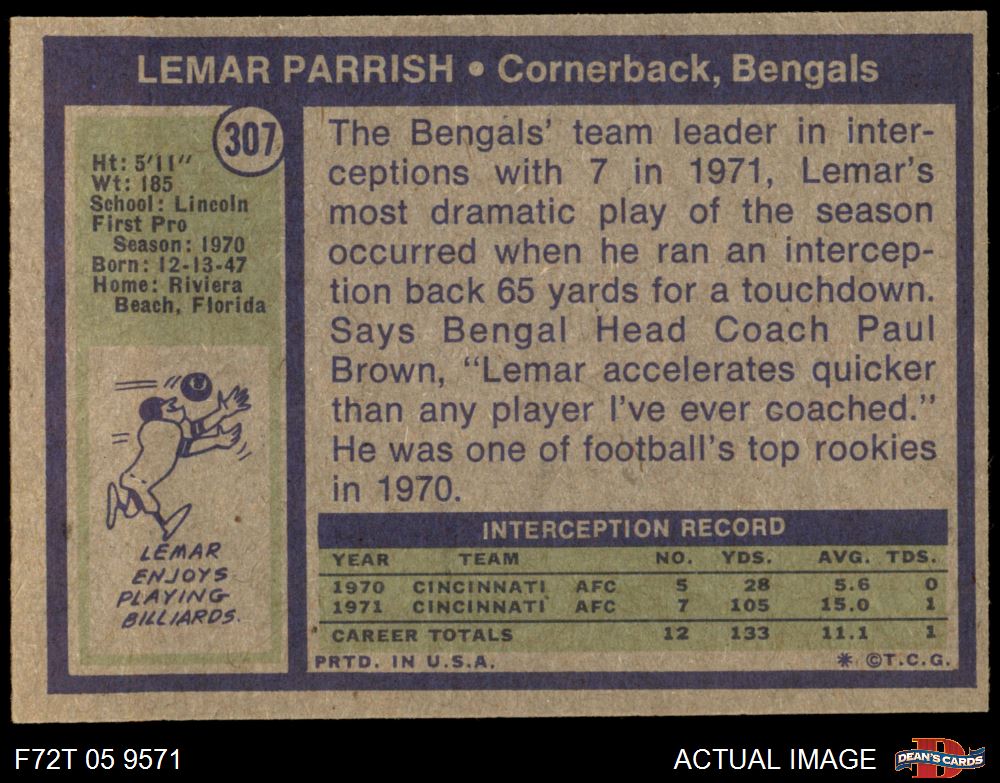 LEMAR PARRISH • Cornerback, Bengals
307
Ht: 5'11"
Wt: 185
School: Lincoln
First Pro
Season: 1970
Born: 12-13-47
Home: Riviera
Beach, Florida
LEMAR
ENJOYS
PLAYING
BILLIARDS.
The Bengals' team leader in inter-
ceptions with 7 in 1971, Lemar's
most dramatic play of the season
occurred when he ran an intercep-
tion back 65 yards for a touchdown.
Says Bengal Head Coach Paul
Brown, "Lemar accelerates quicker
than any player I've ever coached."
He was one of football's top rookies
in 1970.
INTERCEPTION RECORD
YEAR TEAM NO. YDS. AVG. TDS.
1970 CINCINNATI AFC 5 28 5.6 0
1971 CINCINNATI AFC 7 105 15.0 1
CAREER TOTALS 12 133 11.1 1
PRTD. IN U.S.A. * ©T.C.G.
F72T 05 9571
ACTUAL IMAGE
D
DEAN'S CARDS
8